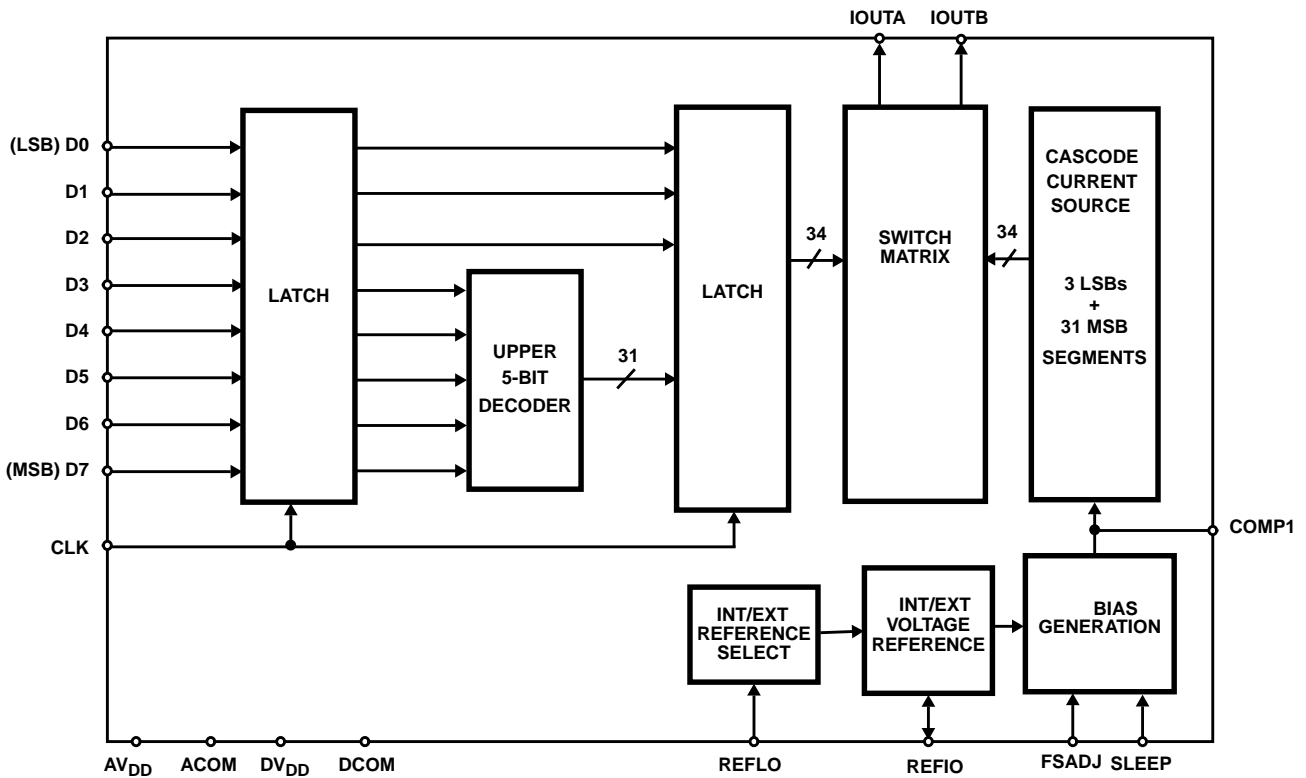 IOUTA IOUTB
(LSB) D0
D1
D2
D3
D4
D5
D6
(MSB) D7
CLK
LATCH
UPPER
5-BIT
DECODER
31
LATCH
34
SWITCH
MATRIX
34
CASCODE
CURRENT
SOURCE
3 LSBs
+
31 MSB
SEGMENTS
COMP1
INT/EXT
REFERENCE
SELECT
INT/EXT
VOLTAGE
REFERENCE
BIAS
GENERATION
AVDD ACOM DVDD DCOM REFLO REFIO FSADJ SLEEP